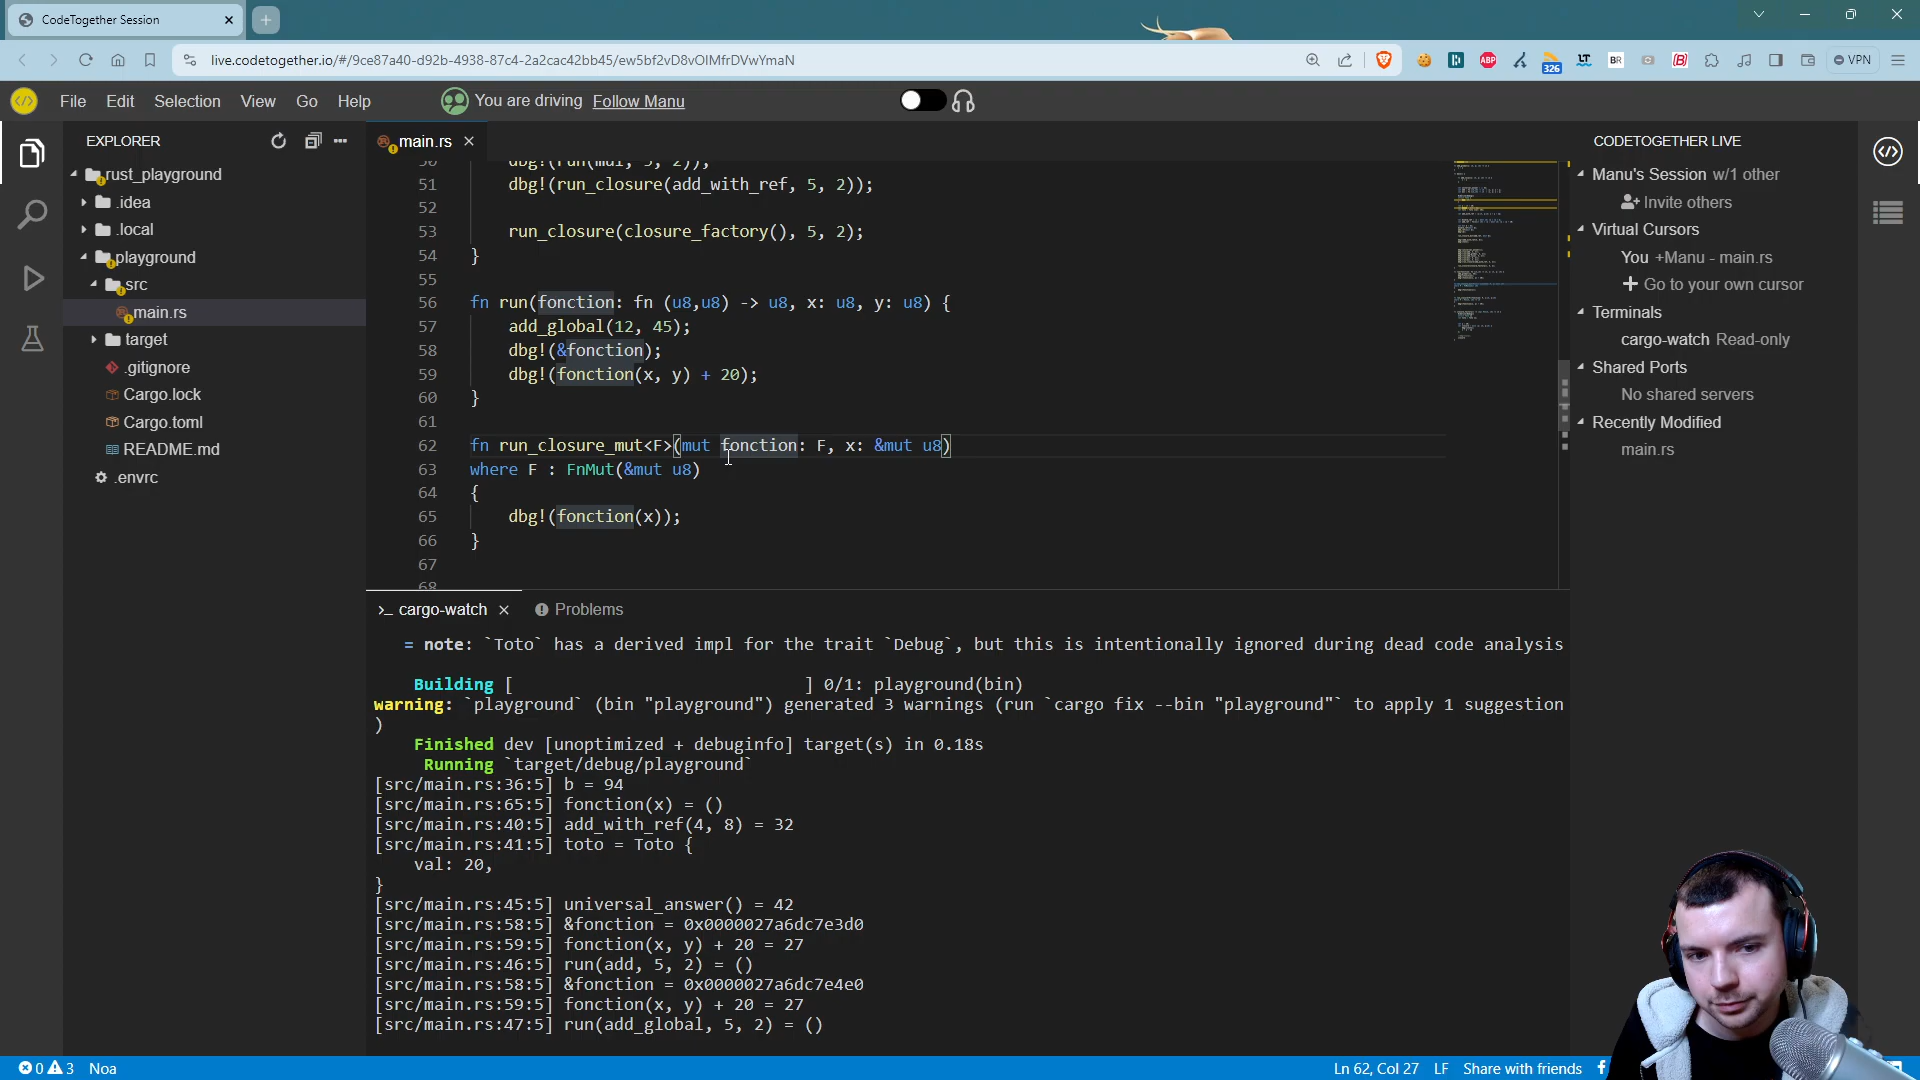 CodeTogether Session
live.codetogether.io/#/9ce87a40-d92b-4938-87c4-2a2cac42bb45/ew5bf2vD8vOIMfrDVwYmaN
ABP
326
LT
BR
VPN
File Edit Selection View Go Help
You are driving Follow Manu
EXPLORER
rust_playground
.idea
.local
playground
src
main.rs
target
.gitignore
Cargo.lock
Cargo.toml
README.md
.envrc
main.rs
50 dbg!(run(mul, 5, 2));
51 dbg!(run_closure(add_with_ref, 5, 2));
52
53 run_closure(closure_factory(), 5, 2);
54 }
55
56 fn run(fonction: fn (u8,u8) -> u8, x: u8, y: u8) {
57 add_global(12, 45);
58 dbg!(&fonction);
59 dbg!(fonction(x, y) + 20);
60 }
61
62 fn run_closure_mut<F>(mut fonction: F, x: &mut u8)
63 where F : FnMut(&mut u8)
64 {
65 dbg!(fonction(x));
66 }
67
68
cargo-watch Problems
= note: `Toto` has a derived impl for the trait `Debug`, but this is intentionally ignored during dead code analysis
Building [ ] 0/1: playground(bin)
warning: `playground` (bin "playground") generated 3 warnings (run `cargo fix --bin "playground"` to apply 1 suggestion
)
Finished dev [unoptimized + debuginfo] target(s) in 0.18s
Running `target/debug/playground`
[src/main.rs:36:5] b = 94
[src/main.rs:65:5] fonction(x) = ()
[src/main.rs:40:5] add_with_ref(4, 8) = 32
[src/main.rs:41:5] toto = Toto {
val: 20,
}
[src/main.rs:45:5] universal_answer() = 42
[src/main.rs:58:5] &fonction = 0x0000027a6dc7e3d0
[src/main.rs:59:5] fonction(x, y) + 20 = 27
[src/main.rs:46:5] run(add, 5, 2) = ()
[src/main.rs:58:5] &fonction = 0x0000027a6dc7e4e0
[src/main.rs:59:5] fonction(x, y) + 20 = 27
[src/main.rs:47:5] run(add_global, 5, 2) = ()
CODETOGETHER LIVE
Manu's Session w/1 other
Invite others
Virtual Cursors
You +Manu - main.rs
Go to your own cursor
Terminals
cargo-watch Read-only
Shared Ports
No shared servers
Recently Modified
main.rs
0 3 Noa
Ln 62, Col 27 LF Share with friends